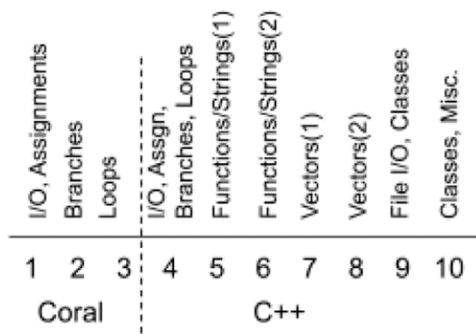 I/O, Assignments
Branches
Loops
I/O, Assgn,
Branches, Loops
Functions/Strings(1)
Functions/Strings(2)
Vectors(1)
Vectors(2)
File I/O, Classes
Classes, Misc.
1 2 3 4 5 6 7 8 9 10
Coral C++